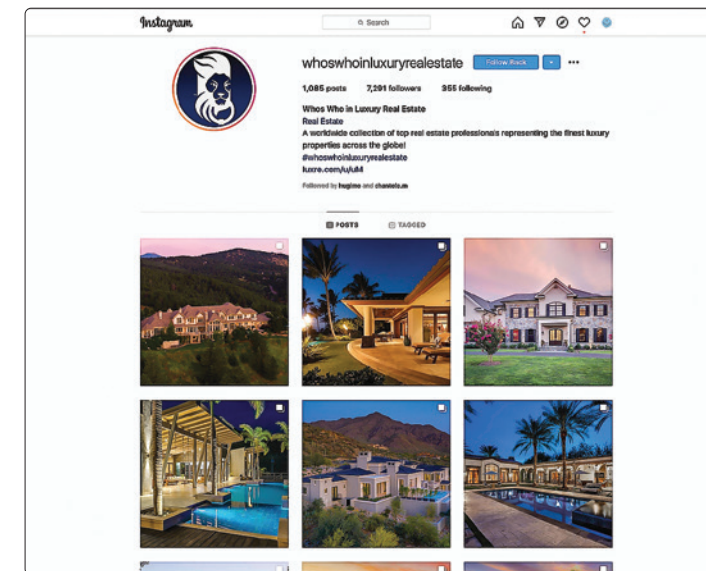 Instagram
Search
whoswhoinluxuryrealestate Follow Back
1,085 posts 7,291 followers 355 following
Whos Who in Luxury Real Estate
Real Estate
A worldwide collection of top real estate professionals representing the finest luxury
properties across the globe!
#whoswhoinluxuryrealestate
luxre.com/u/uM
Followed by and
POSTS TAGGED